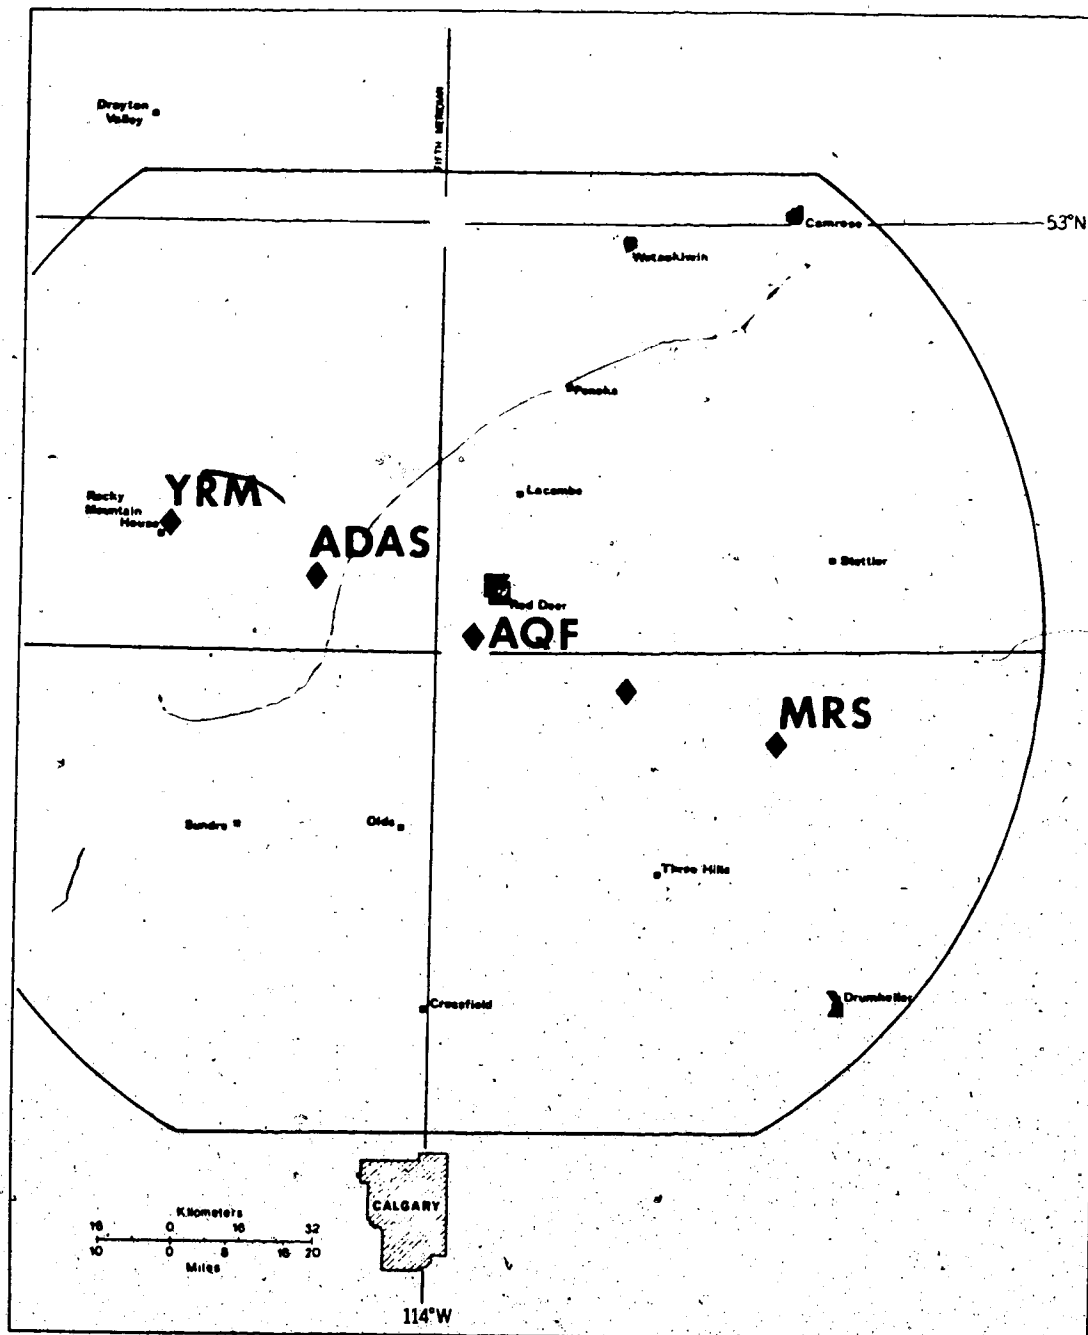 Drayton
Valley
FIFTH MERIDIAN
53°N
Camrose
Wetaskiwin
Ponoka
Lacombe
YRM
Rocky
Mountain
House
ADAS
Stettler
Red Deer
AQF
MRS
Sundre
Olds
Three Hills
Crossfield
Drumheller
CALGARY
Kilometers
16 0 16 32
10 0 8 16 20
Miles
114°W